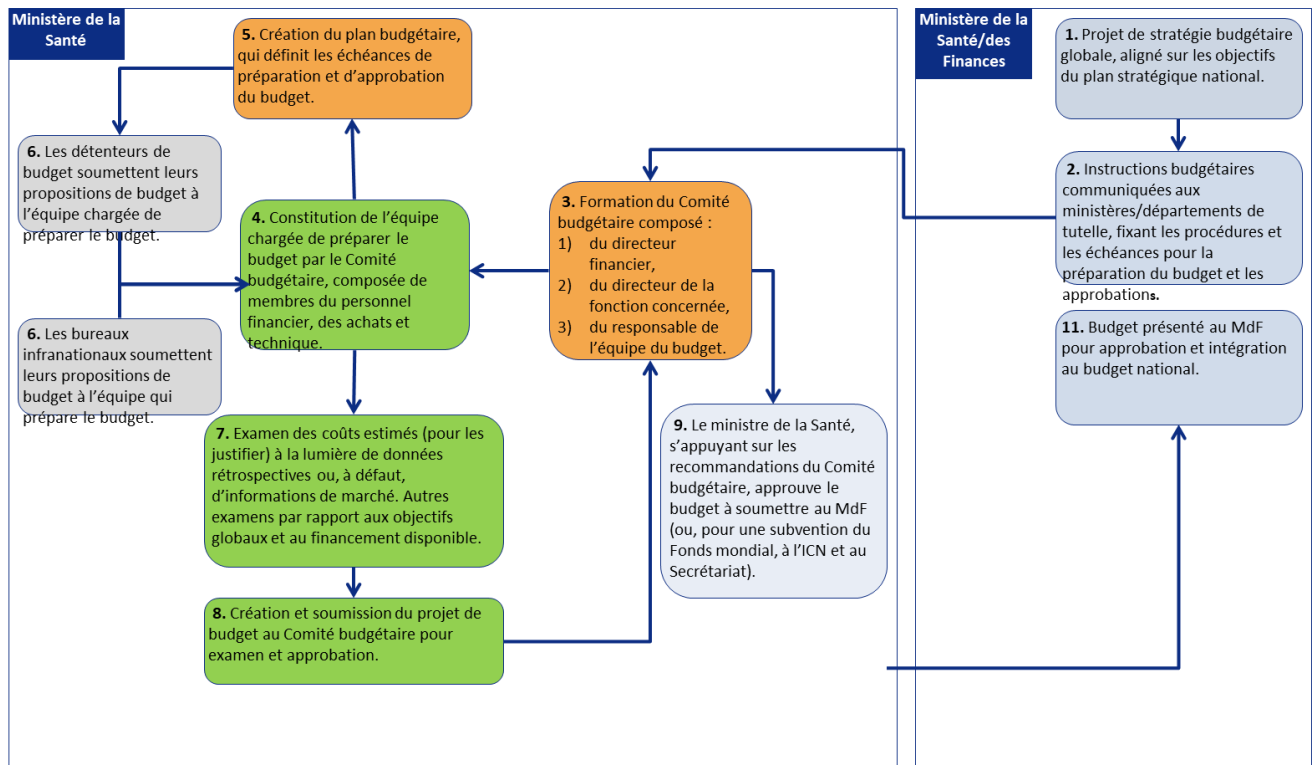 Ministère de la
Santé
5. Création du plan budgétaire,
qui définit les échéances de
préparation et d’approbation
du budget.
6. Les détenteurs de
budget soumettent leurs
propositions de budget à
l’équipe chargée de
préparer le budget.
4. Constitution de l’équipe
chargée de préparer le
budget par le Comité
budgétaire, composée de
membres du personnel
financier, des achats et
technique.
3. Formation du Comité
budgétaire composé :
1) du directeur
financier,
2) du directeur de la
fonction concernée,
3) du responsable de
l’équipe du budget.
6. Les bureaux
infranationaux soumettent
leurs propositions de
budget à l’équipe qui
prépare le budget.
7. Examen des coûts estimés (pour les
justifier) à la lumière de données
rétrospectives ou, à défaut,
d’informations de marché. Autres
examens par rapport aux objectifs
globaux et au financement disponible.
9. Le ministre de la Santé,
s’appuyant sur les
recommandations du Comité
budgétaire, approuve le
budget à soumettre au MdF
(ou, pour une subvention du
Fonds mondial, à l’ICN et au
Secrétariat).
8. Création et soumission du projet de
budget au Comité budgétaire pour
examen et approbation.
Ministère de la
Santé/des
Finances
1. Projet de stratégie budgétaire
globale, aligné sur les objectifs
du plan stratégique national.
2. Instructions budgétaires
communiquées aux
ministères/départements de
tutelle, fixant les procédures et
les échéances pour la
préparation du budget et les
approbations.
11. Budget présenté au MdF
pour approbation et intégration
au budget national.